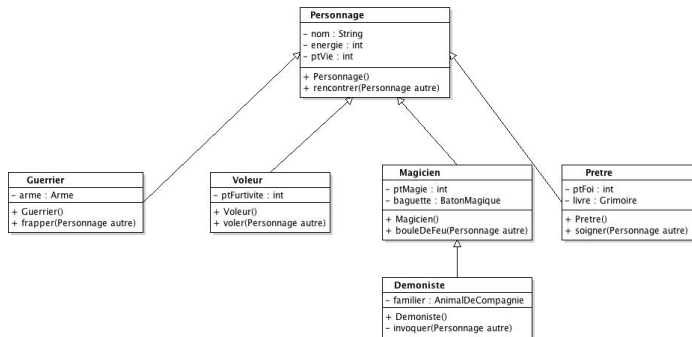 Personnage
- nom : String
- energie : int
- ptVie : int
+ Personnage()
+ rencontrer(Personnage autre)
Guerrier
- arme : Arme
+ Guerrier()
+ frapper(Personnage autre)
Voleur
- ptFurtivite : int
+ Voleur()
+ voler(Personnage autre)
Magicien
- ptMagie : int
- baguette : BatonMagique
+ Magicien()
+ bouleDeFeu(Personnage autre)
Pretre
- ptFoi : int
- livre : Grimoire
+ Pretre()
+ soigner(Personnage autre)
Demoniste
- familier : AnimalDeCompagnie
+ Demoniste()
- invoquer(Personnage autre)